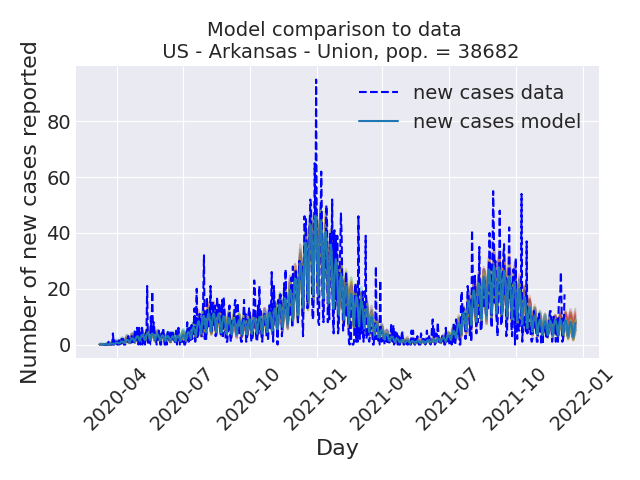 Model comparison to data
US - Arkansas - Union, pop. = 38682
Number of new cases reported
80
60
40
20
0
new cases data
new cases model
2020-04
2020-07
2020-10
2021-01
2021-04
2021-07
2021-10
2022-01
Day